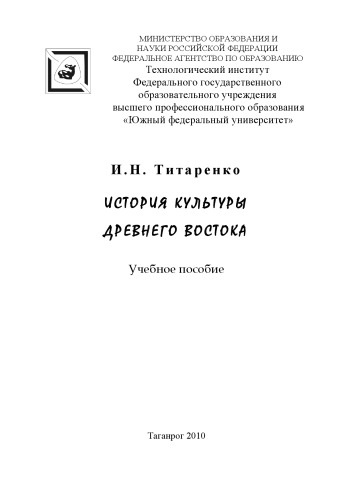 МИНИСТЕРСТВО ОБРАЗОВАНИЯ И
НАУКИ РОССИЙСКОЙ ФЕДЕРАЦИИ
ФЕДЕРАЛЬНОЕ АГЕНТСТВО ПО ОБРАЗОВАНИЮ
Технологический институт
Федерального государственного
образовательного учреждения
высшего профессионального образования
«Южный федеральный университет»
И.Н. Титаренко
ИСТОРИЯ КУЛЬТУРЫ
ДРЕВНЕГО ВОСТОКА
Учебное пособие
Таганрог 2010